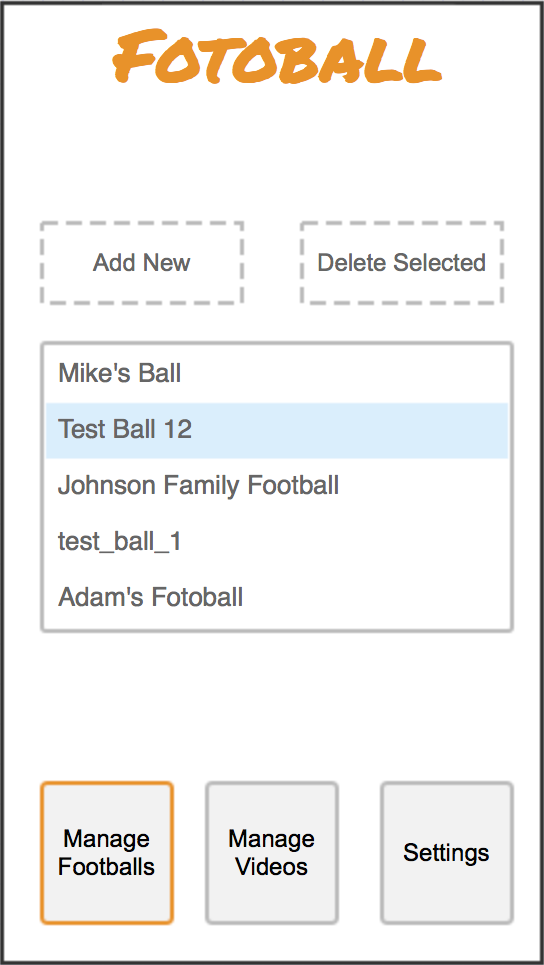 FOTOBALL
Add New
Delete Selected
Mike's Ball
Test Ball 12
Johnson Family Football
test_ball_1
Adam's Fotoball
Manage
Footballs
Manage
Videos
Settings